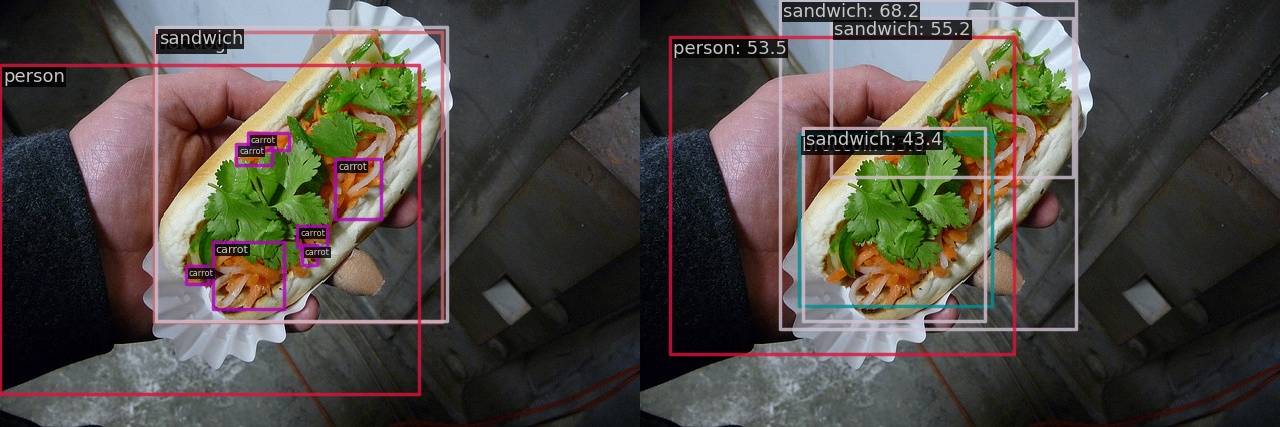 sandwich
person
carrot
carrot
carrot
carrot
carrot
carrot
carrot
sandwich: 68.2
sandwich: 55.2
person: 53.5
sandwich: 43.4